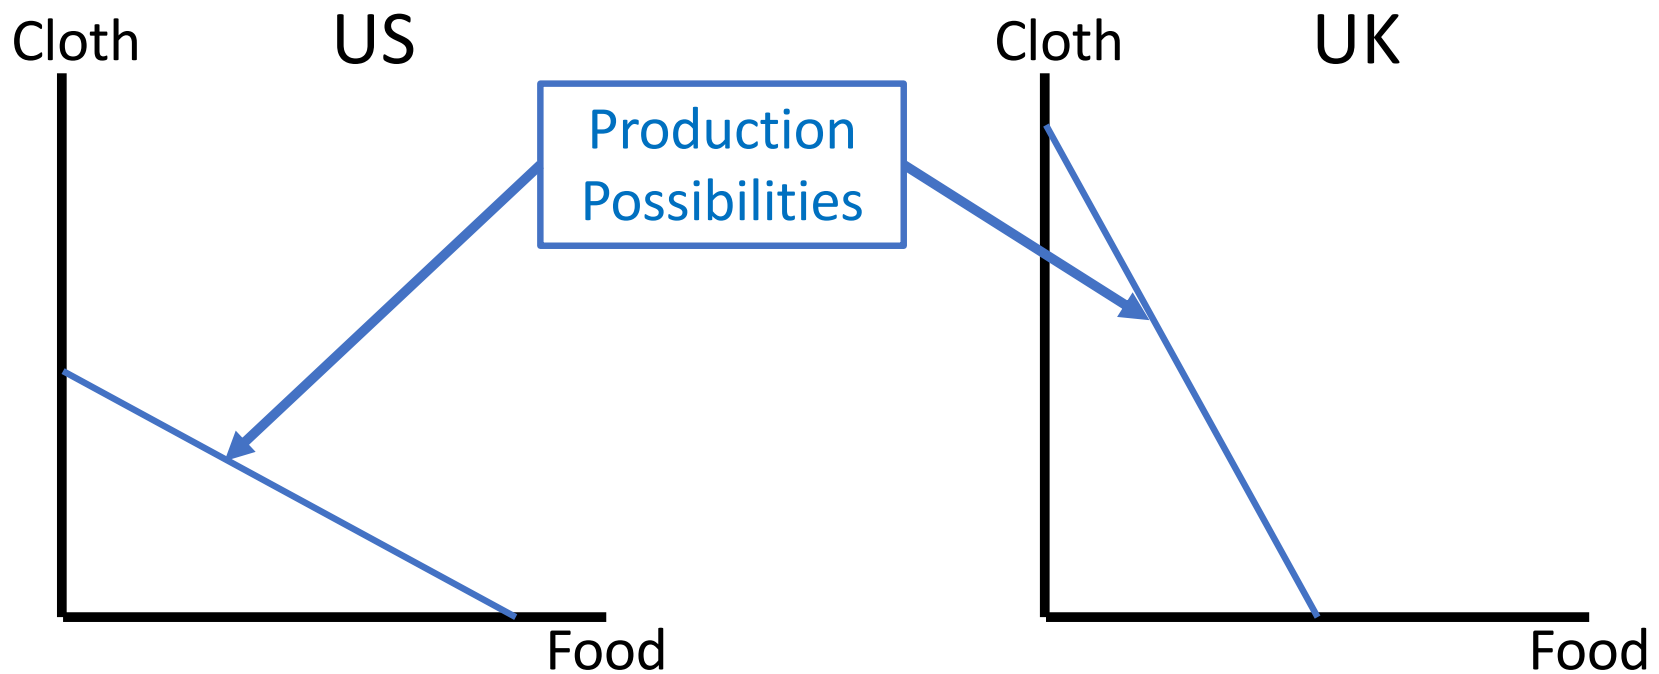 Cloth
US
Production
Possibilities
Food
Cloth
UK
Food